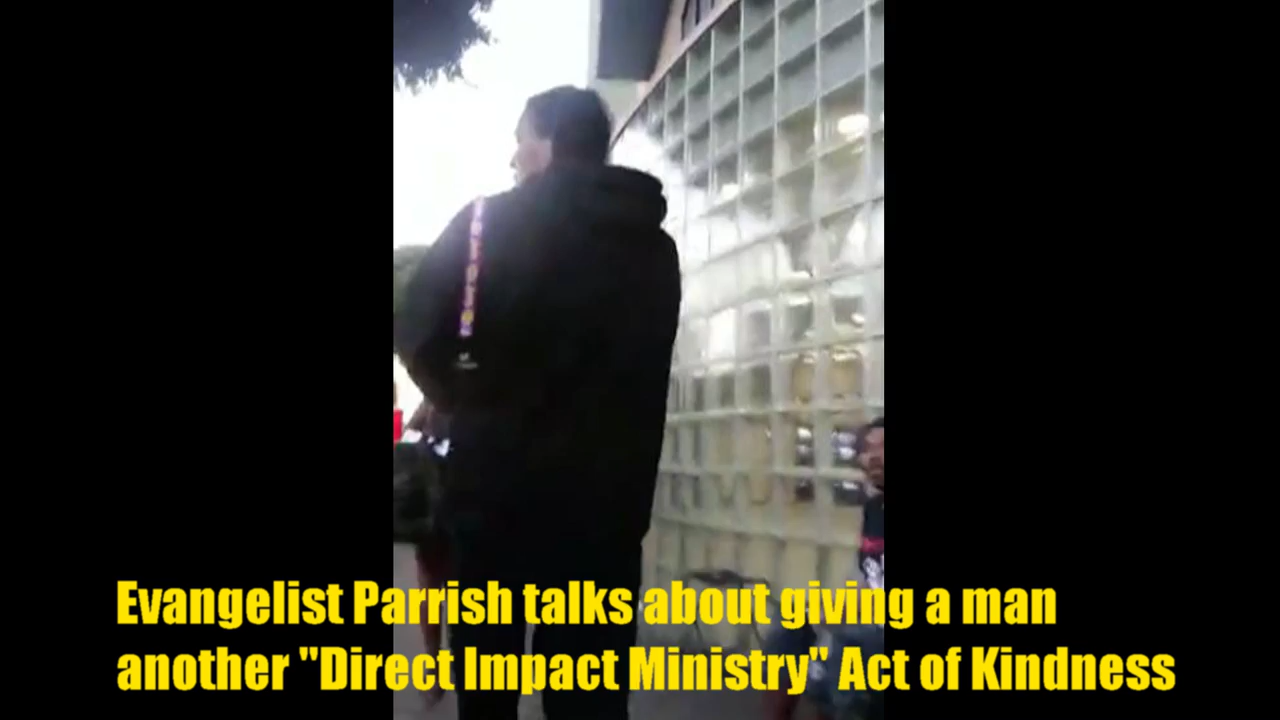 Evangelist Parrish talks about giving a man
another "Direct Impact Ministry" Act of Kindness